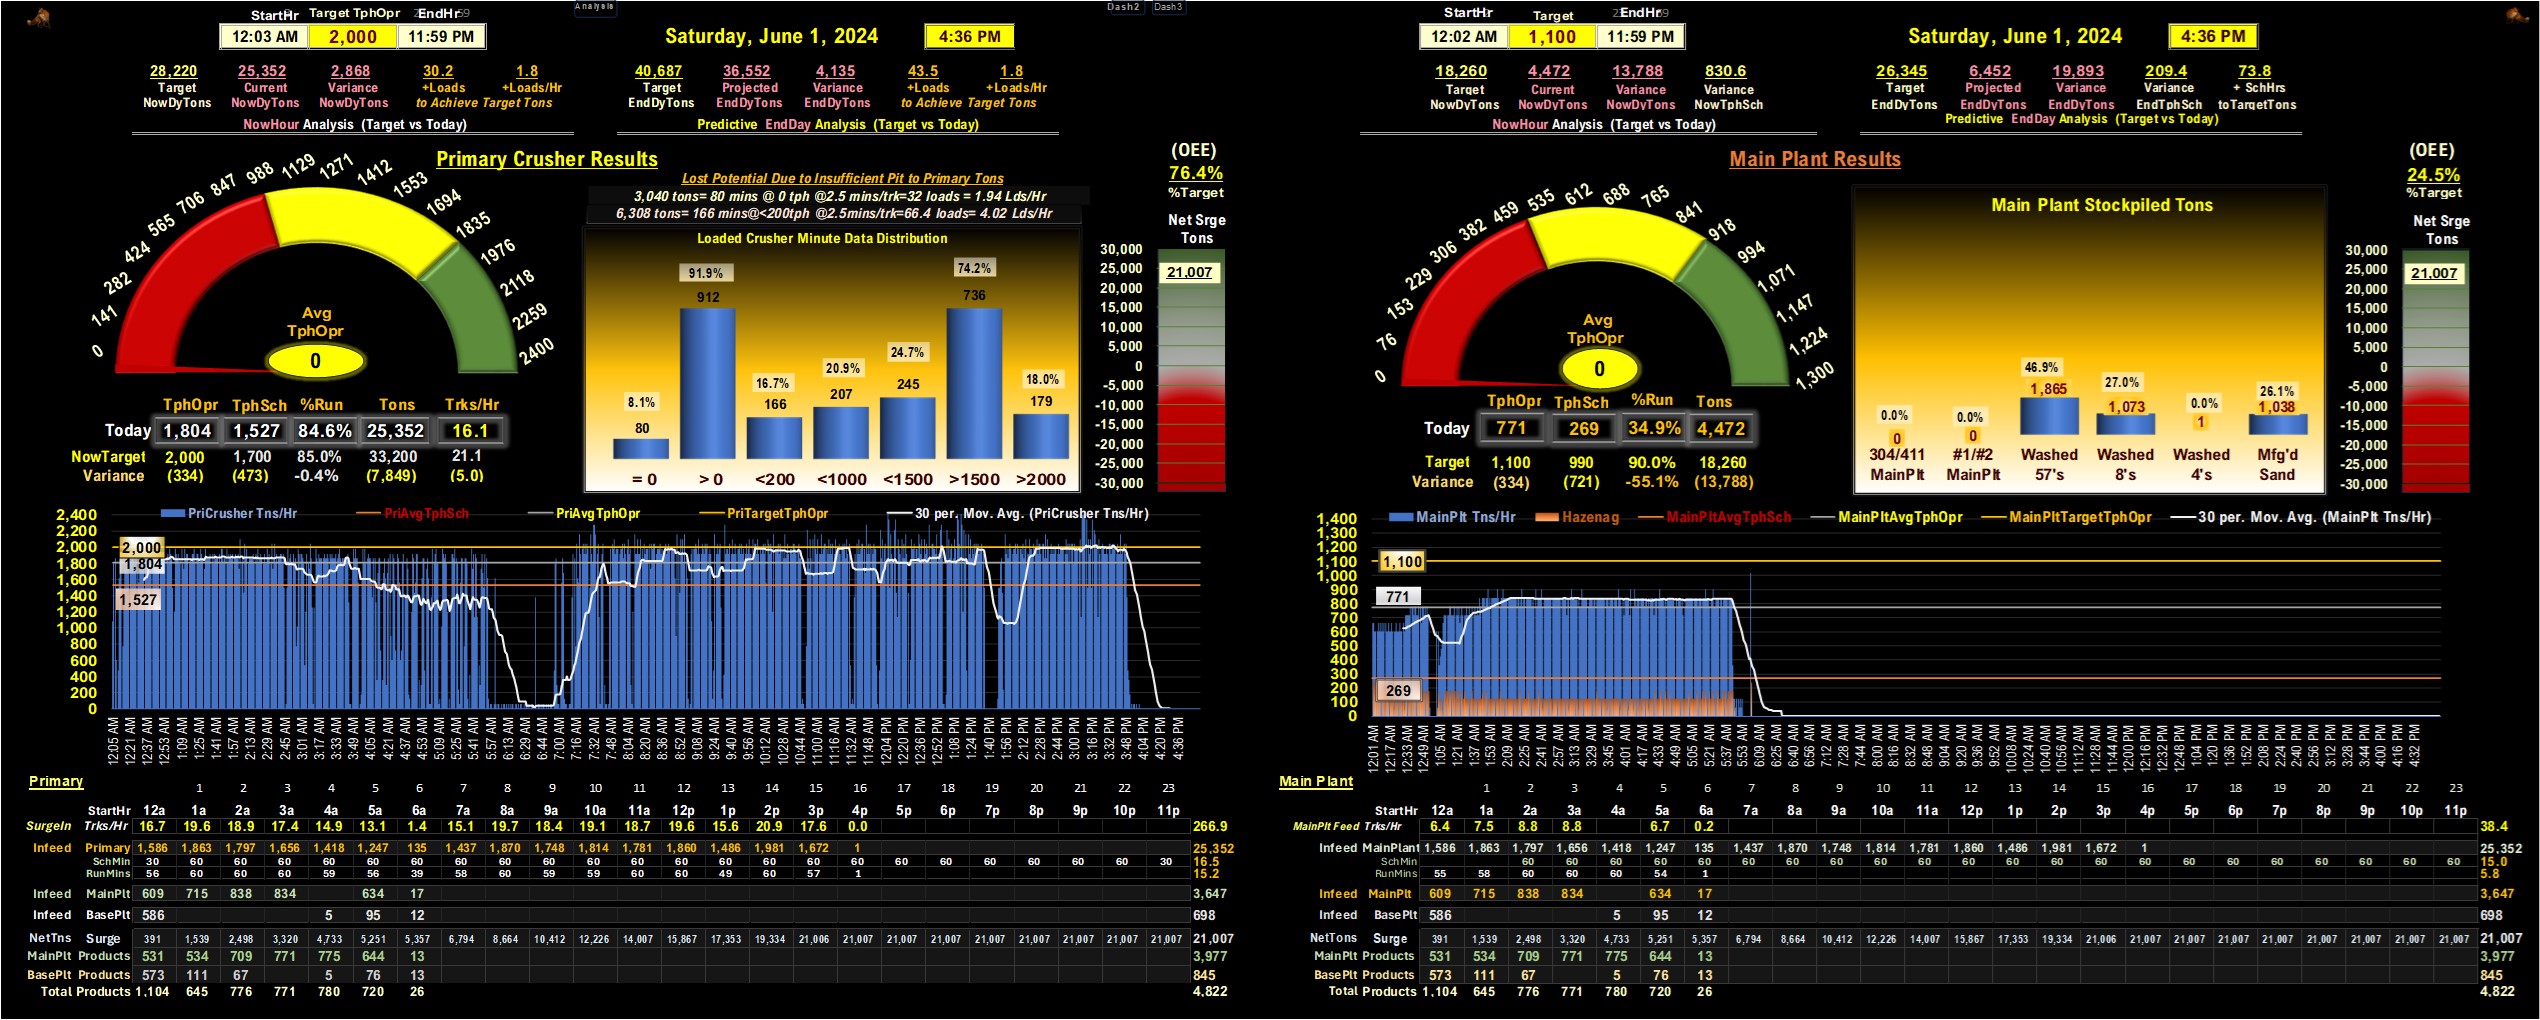 Analysis
Dash2
Dash3
StartHr Target TphOpr EndHr
12:03 AM 2,000 11:59 PM
Saturday, June 1, 2024 4:36 PM
28,220 25,352 2,868 30.2 1.8
Target Current Variance +Loads +Loads/Hr
NowDyTons NowDyTons NowDyTons to Achieve Target Tons
NowHour Analysis (Target vs Today)
40,687 36,552 4,135 43.5 1.8
Target Projected Variance +Loads +Loads/Hr
EndDyTons EndDyTons EndDyTons to Achieve Target Tons
Predictive EndDay Analysis (Target vs Today)
Primary Crusher Results
0 141 282 424 565 706 847 988 1129 1271 1412 1553 1694 1835 1976 2118 2259 2400
Avg
TphOpr
0
TphOpr TphSch %Run Tons Trks/Hr
Today 1,804 1,527 84.6% 25,352 16.1
NowTarget 2,000 1,700 85.0% 33,200 21.1
Variance (334) (473) -0.4% (7,849) (5.0)
Lost Potential Due to Insufficient Pit to Primary Tons
3,040 tons= 80 mins @ 0 tph @2.5 mins/trk=32 loads = 1.94 Lds/Hr
6,308 tons= 166 mins@<200tph @2.5mins/trk=66.4 loads= 4.02 Lds/Hr
Loaded Crusher Minute Data Distribution
8.1% 91.9% 16.7% 20.9% 24.7% 74.2% 18.0%
80 912 166 207 245 736 179
= 0 > 0 <200 <1000 <1500 >1500 >2000
(OEE)
76.4%
%Target
Net Srge
Tons
30,000
25,000
21,007
20,000
15,000
10,000
5,000
0
-5,000
-10,000
-15,000
-20,000
-25,000
-30,000
PriCrusher Tns/Hr PriAvgTphSch PriAvgTphOpr PriTargetTphOpr 30 per. Mov. Avg. (PriCrusher Tns/Hr)
2,400
2,200
2,000
1,800
1,600
1,400
1,200
1,000
800
600
400
200
0
2,000
1,804
1,527
12:05 AM 12:21 AM 12:37 AM 12:53 AM 1:09 AM 1:25 AM 1:41 AM 1:57 AM 2:13 AM 2:29 AM 2:45 AM 3:01 AM 3:17 AM 3:33 AM 3:49 AM 4:05 AM 4:21 AM 4:37 AM 4:53 AM 5:09 AM 5:25 AM 5:41 AM 5:57 AM 6:13 AM 6:29 AM 6:44 AM 7:00 AM 7:16 AM 7:32 AM 7:48 AM 8:04 AM 8:20 AM 8:36 AM 8:52 AM 9:08 AM 9:24 AM 9:40 AM 9:56 AM 10:12 AM 10:28 AM 10:44 AM 11:00 AM 11:16 AM 11:32 AM 11:48 AM 12:04 PM 12:20 PM 12:36 PM 12:52 PM 1:08 PM 1:24 PM 1:40 PM 1:56 PM 2:12 PM 2:28 PM 2:44 PM 3:00 PM 3:16 PM 3:32 PM 3:48 PM 4:04 PM 4:20 PM 4:36 PM
Primary
1 2 3 4 5 6 7 8 9 10 11 12 13 14 15 16 17 18 19 20 21 22 23
StartHr 12a 1a 2a 3a 4a 5a 6a 7a 8a 9a 10a 11a 12p 1p 2p 3p 4p 5p 6p 7p 8p 9p 10p 11p
SurgeIn Trks/Hr 16.7 19.6 18.9 17.4 14.9 13.1 1.4 15.1 19.7 18.4 19.1 18.7 19.6 15.6 20.9 17.6 0.0 266.9
Infeed Primary 1,586 1,863 1,797 1,656 1,418 1,247 135 1,437 1,870 1,748 1,814 1,781 1,860 1,486 1,981 1,672 1 25,352
SchMin 30 60 60 60 60 60 60 60 60 60 60 60 60 60 60 60 60 60 60 60 60 60 60 30 16.5
RunMins 56 60 60 60 59 56 39 58 60 59 59 60 60 49 60 57 1 15.2
Infeed MainPlt 609 715 838 834 634 17 3,647
Infeed BasePlt 586 5 95 12 698
NetTns Surge 391 1,539 2,498 3,320 4,733 5,251 5,357 6,794 8,664 10,412 12,226 14,007 15,867 17,353 19,334 21,006 21,007 21,007 21,007 21,007 21,007 21,007 21,007 21,007 21,007
MainPlt Products 531 534 709 771 775 644 13 3,977
BasePlt Products 573 111 67 5 76 13 845
Total Products 1,104 645 776 771 780 720 26 4,822
StartHr Target EndHr
12:02 AM 1,100 11:59 PM
Saturday, June 1, 2024 4:36 PM
18,260 4,472 13,788 830.6
Target Current Variance Variance
NowDyTons NowDyTons NowDyTons NowTphSch
NowHour Analysis (Target vs Today)
26,345 6,452 19,893 209.4 73.8
Target Projected Variance Variance + SchHrs
EndDyTons EndDyTons EndDyTons EndTphSch toTargetTons
Predictive EndDay Analysis (Target vs Today)
Main Plant Results
0 76 153 229 306 382 459 535 612 688 765 841 918 994 1,071 1,147 1,224 1,300
Avg
TphOpr
0
TphOpr TphSch %Run Tons
Today 771 269 34.9% 4,472
Target 1,100 990 90.0% 18,260
Variance (334) (721) -55.1% (13,788)
Main Plant Stockpiled Tons
0.0% 0.0% 46.9% 27.0% 0.0% 26.1%
0 0 1,865 1,073 1 1,038
304/411 #1/#2 Washed Washed Washed Mfg'd
MainPlt MainPlt 57's 8's 4's Sand
(OEE)
24.5%
%Target
Net Srge
Tons
30,000
25,000
21,007
20,000
15,000
10,000
5,000
0
-5,000
-10,000
-15,000
-20,000
-25,000
-30,000
MainPlt Tns/Hr Hazenag MainPltAvgTphSch MainPltAvgTphOpr MainPltTargetTphOpr 30 per. Mov. Avg. (MainPlt Tns/Hr)
1,400
1,300
1,200
1,100
1,000
900
800
700
600
500
400
300
200
100
0
1,100
771
269
12:01 AM 12:17 AM 12:33 AM 12:49 AM 1:05 AM 1:21 AM 1:37 AM 1:53 AM 2:09 AM 2:25 AM 2:41 AM 2:57 AM 3:13 AM 3:29 AM 3:45 AM 4:01 AM 4:17 AM 4:33 AM 4:49 AM 5:05 AM 5:21 AM 5:37 AM 5:53 AM 6:09 AM 6:25 AM 6:40 AM 6:56 AM 7:12 AM 7:28 AM 7:44 AM 8:00 AM 8:16 AM 8:32 AM 8:48 AM 9:04 AM 9:20 AM 9:36 AM 9:52 AM 10:08 AM 10:24 AM 10:40 AM 11:12 AM 11:28 AM 11:44 AM 12:00 PM 12:16 PM 12:32 PM 12:48 PM 1:04 PM 1:20 PM 1:36 PM 1:52 PM 2:08 PM 2:24 PM 2:40 PM 2:56 PM 3:12 PM 3:28 PM 3:44 PM 4:00 PM 4:16 PM 4:32 PM
Main Plant
1 2 3 4 5 6 7 8 9 10 11 12 13 14 15 16 17 18 19 20 21 22 23
StartHr 12a 1a 2a 3a 4a 5a 6a 7a 8a 9a 10a 11a 12p 1p 2p 3p 4p 5p 6p 7p 8p 9p 10p 11p
MainPlt Feed Trks/Hr 6.4 7.5 8.8 8.8 6.7 0.2 38.4
Infeed MainPlant 1,586 1,863 1,797 1,656 1,418 1,247 135 1,437 1,870 1,748 1,814 1,781 1,860 1,486 1,981 1,672 1 25,352
SchMin 60 60 60 60 60 60 60 60 60 60 60 60 60 60 60 60 60 60 60 60 60 60 15.0
RunMins 55 58 60 60 60 54 1 5.8
Infeed MainPlt 609 715 838 834 634 17 3,647
Infeed BasePlt 586 5 95 12 698
NetTons Surge 391 1,539 2,498 3,320 4,733 5,251 5,357 6,794 8,664 10,412 12,226 14,007 15,867 17,353 19,334 21,006 21,007 21,007 21,007 21,007 21,007 21,007 21,007 21,007 21,007
MainPlt Products 531 534 709 771 775 644 13 3,977
BasePlt Products 573 111 67 5 76 13 845
Total Products 1,104 645 776 771 780 720 26 4,822